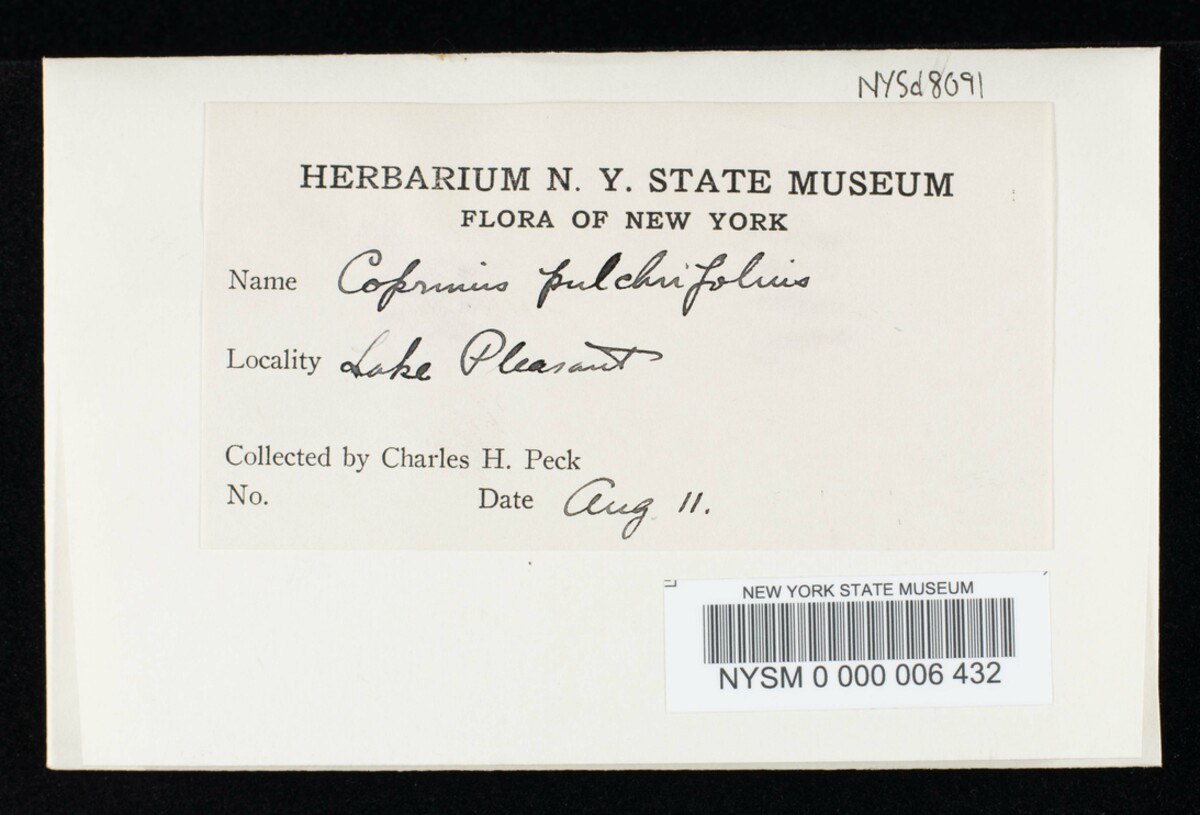 NYSd8091
HERBARIUM N. Y. STATE MUSEUM
FLORA OF NEW YORK
Name Coprinus pulchrifolius
Locality Lake Pleasant
Collected by Charles H. Peck
No. Date Aug 11.
NEW YORK STATE MUSEUM
NYSM 0 000 006 432